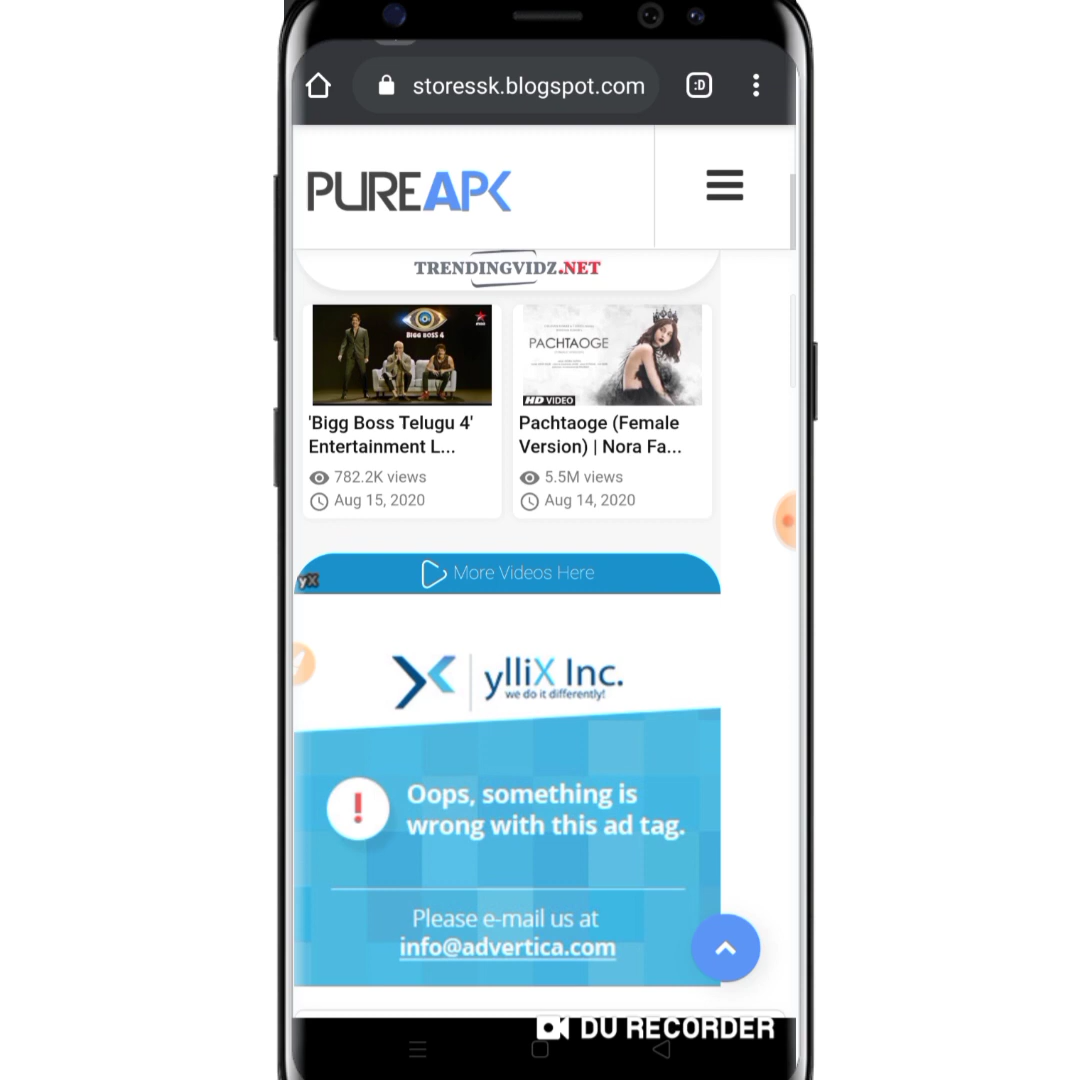 :D
storessk.blogspot.com
PUREAPK
TRENDINGVIDZ.NET
BIGG BOSS 4
PACHTAOGE
HD VIDEO
'Bigg Boss Telugu 4'
Entertainment L...
782.2K views
Aug 15, 2020
Pachtaoge (Female
Version) | Nora Fa...
5.5M views
Aug 14, 2020
yX
More Videos Here
ylliX Inc.
we do it differently!
!
Oops, something is
wrong with this ad tag.
Please e-mail us at
info@advertica.com
DU RECORDER